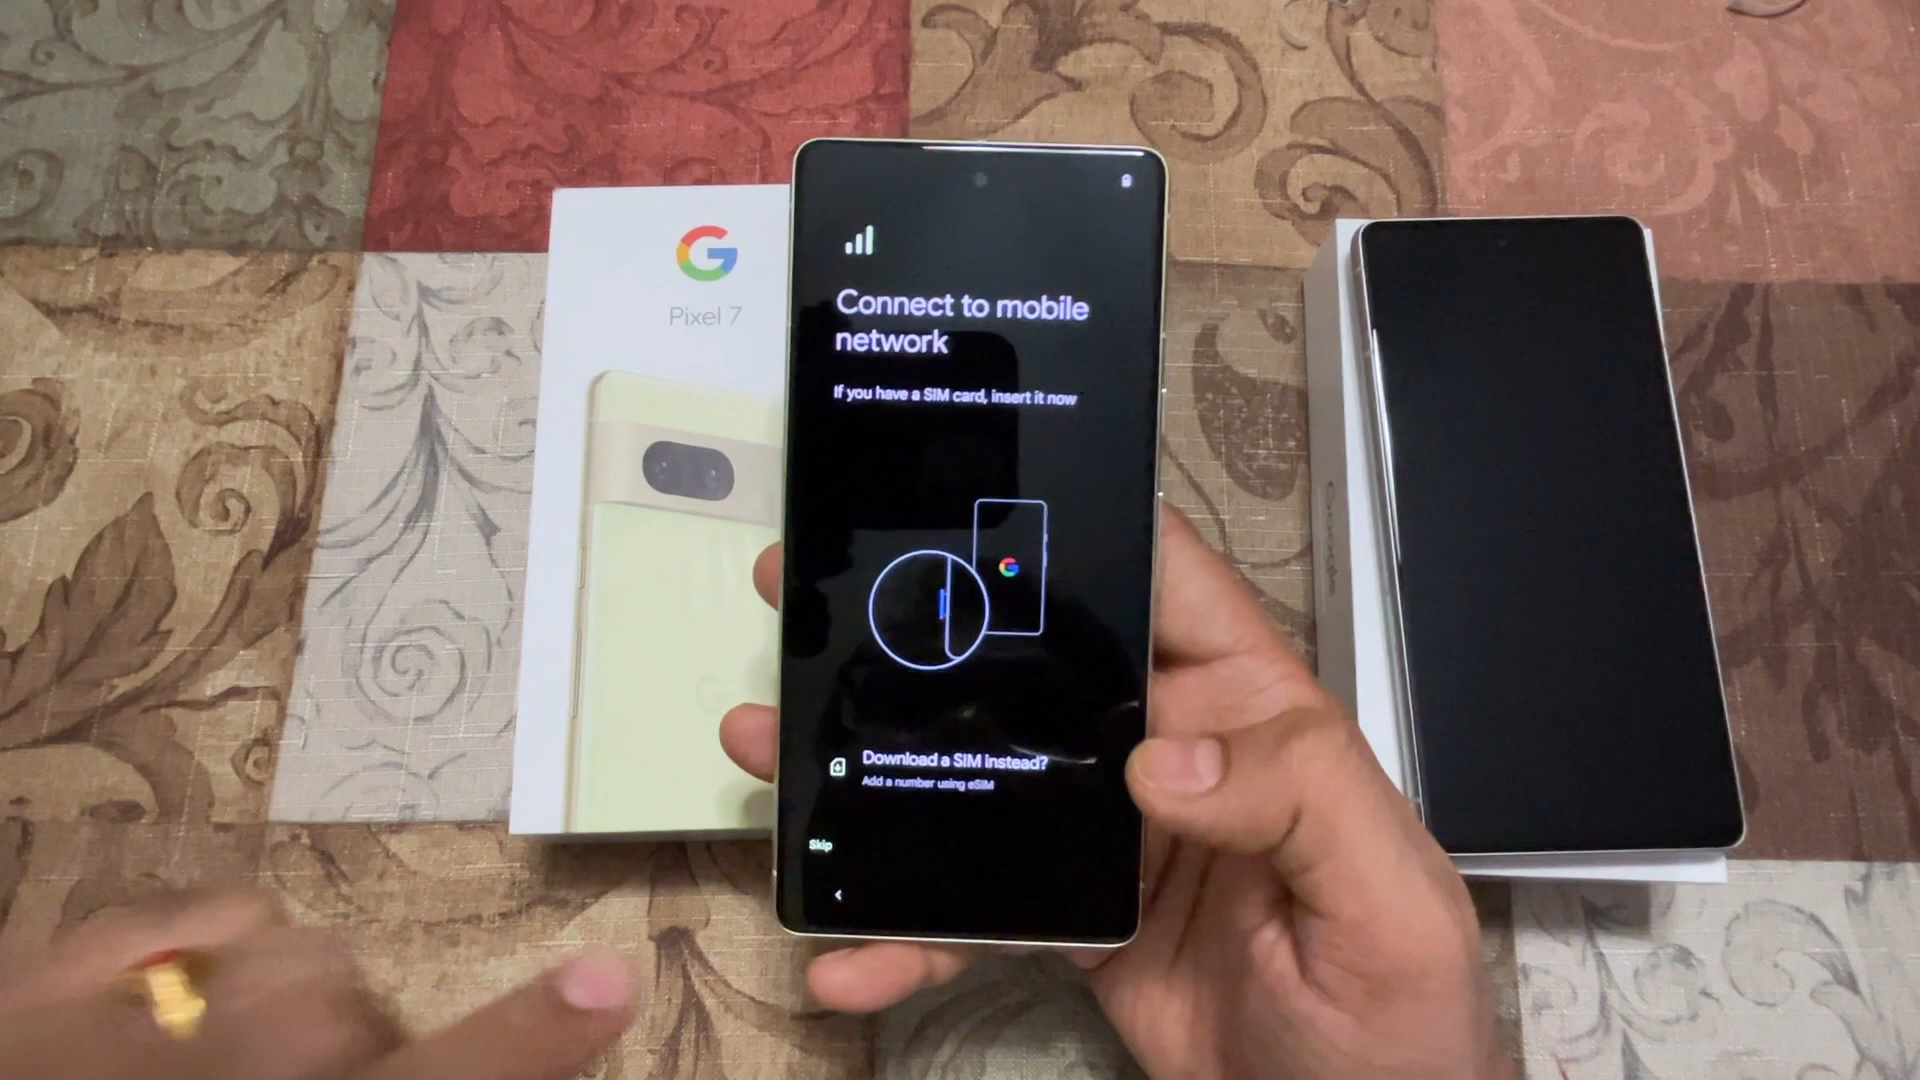 Pixel 7
Connect to mobile
network
If you have a SIM card, insert it now
Download a SIM instead?
Add a number using eSIM
Skip
Google